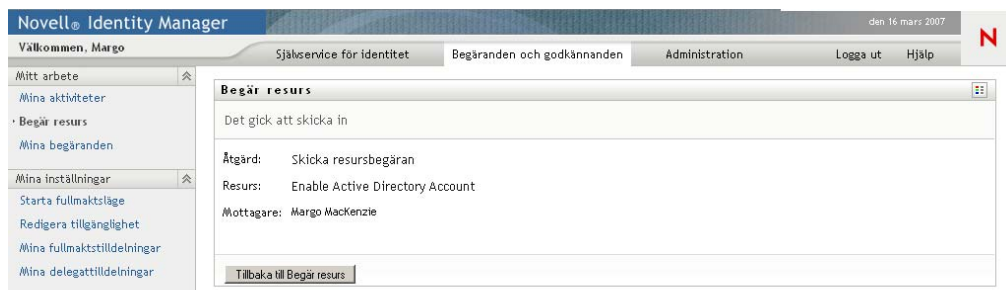 Novell® Identity Manager
den 16 mars 2007
N
Välkommen, Margo
Självservice för identitet
Begäranden och godkännanden
Administration
Logga ut
Hjälp
Mitt arbete
Mina aktiviteter
· Begär resurs
Mina begäranden
Mina inställningar
Starta fullmaktsläge
Redigera tillgänglighet
Mina fullmaktstilldelningar
Mina delegattilldelningar
Begär resurs
Det gick att skicka in
Åtgärd: Skicka resursbegäran
Resurs: Enable Active Directory Account
Mottagare: Margo MacKenzie
Tillbaka till Begär resurs